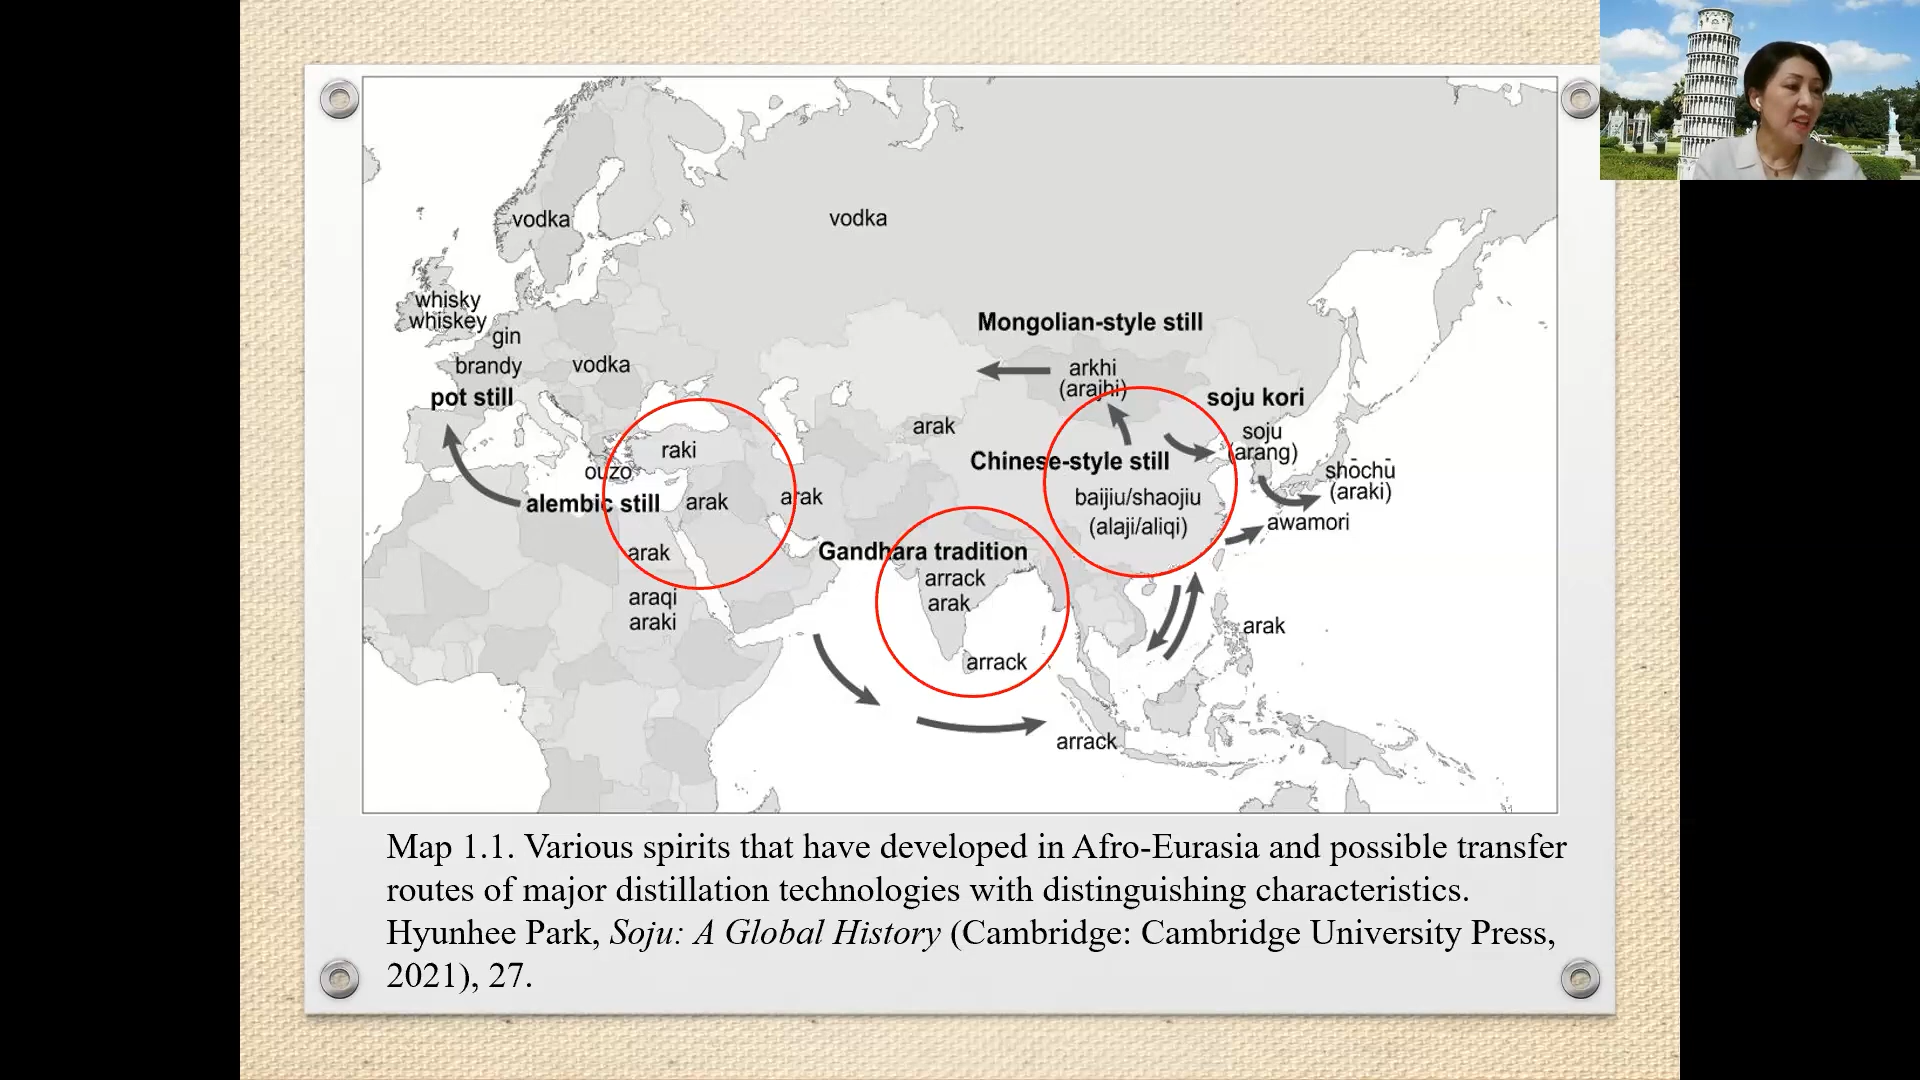 vodka
vodka
whisky
whiskey
gin
brandy
vodka
pot still
Mongolian-style still
arkhi
(arajhi)
soju kori
soju
(arang)
raki
ouzo
arak
Chinese-style still
shōchū
(araki)
alembic still
arak
arak
baijiu/shaojiu
(alaji/aliqi)
awamori
arak
Gandhara tradition
arrack
arak
araqi
araki
arak
arrack
arrack
Map 1.1. Various spirits that have developed in Afro-Eurasia and possible transfer
routes of major distillation technologies with distinguishing characteristics.
Hyunhee Park, Soju: A Global History (Cambridge: Cambridge University Press,
2021), 27.